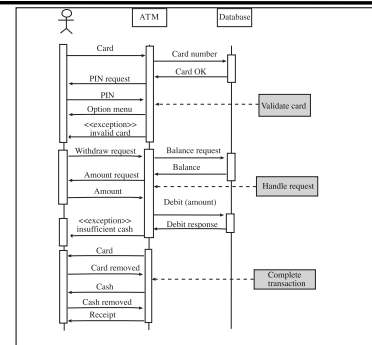 ATM
Database
Card
Card number
Card OK
PIN request
PIN
Option menu
<<exception>>
invalid card
Validate card
Withdraw request
Balance request
Balance
Amount request
Amount
Handle request
Debit (amount)
Debit response
<<exception>>
insufficient cash
Card
Card removed
Cash
Cash removed
Receipt
Complete
transaction